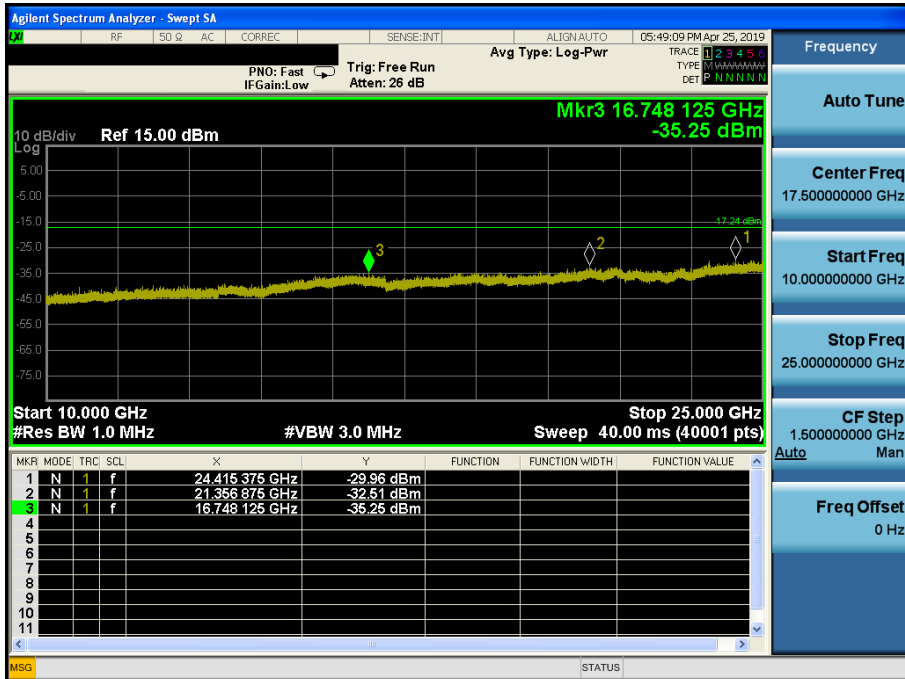 Agilent Spectrum Analyzer - Swept SA
LXI RF 50 Ω AC CORREC SENSE:INT ALIGN AUTO 05:49:09 PM Apr 25, 2019
Frequency
PNO: Fast
IFGain:Low
Trig: Free Run
Atten: 26 dB
Avg Type: Log-Pwr
TRACE 1 2 3 4 5 6
TYPE M WWWWW
DET P N N N N N
Auto Tune
Mkr3 16.748 125 GHz
-35.25 dBm
10 dB/div
Log
Ref 15.00 dBm
5.00
-5.00
-15.0
-25.0
-35.0
-45.0
-55.0
-65.0
-75.0
-17.24 dBm
1
2
3
Start 10.000 GHz
Stop 25.000 GHz
#Res BW 1.0 MHz
#VBW 3.0 MHz
Sweep 40.00 ms (40001 pts)
Center Freq
17.500000000 GHz
Start Freq
10.000000000 GHz
Stop Freq
25.000000000 GHz
CF Step
1.500000000 GHz
Auto Man
Freq Offset
0 Hz
MKR MODE TRC SCL X Y FUNCTION FUNCTION WIDTH FUNCTION VALUE
1 N 1 f 24.415 375 GHz -29.96 dBm
2 N 1 f 21.356 875 GHz -32.51 dBm
3 N 1 f 16.748 125 GHz -35.25 dBm
4
5
6
7
8
9
10
11
MSG STATUS